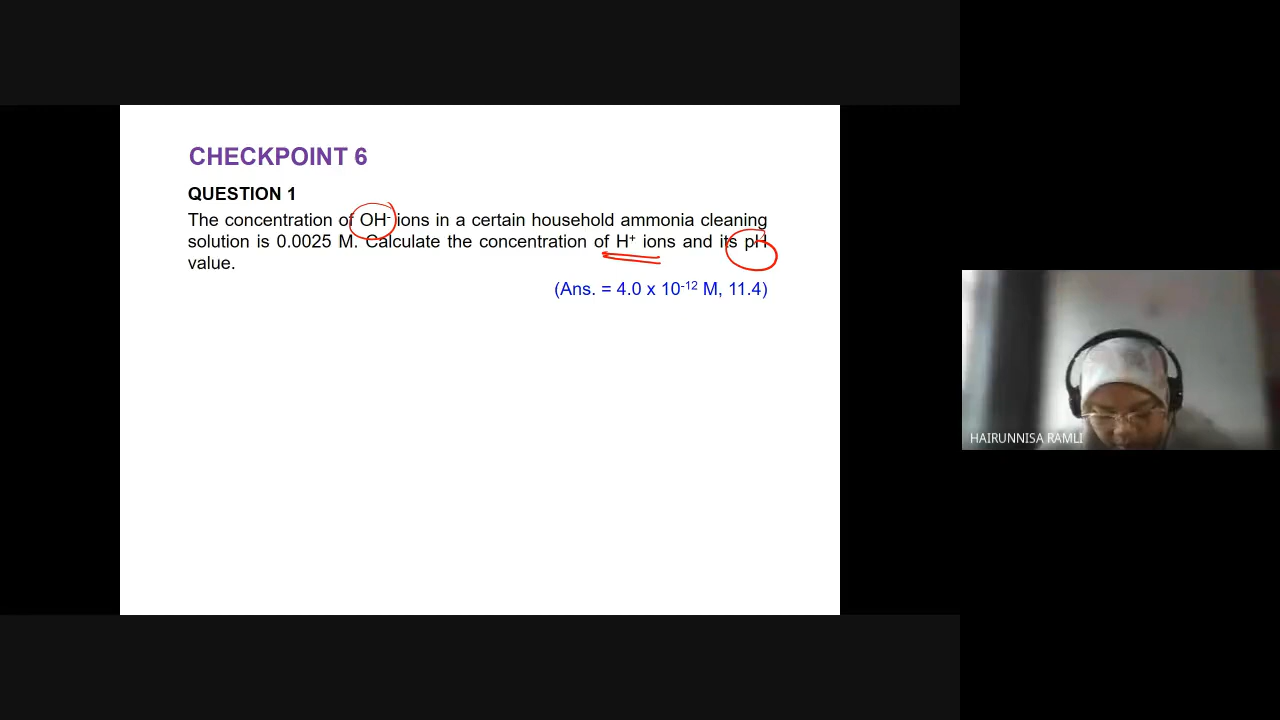 CHECKPOINT 6
QUESTION 1
The concentration of OH⁻ ions in a certain household ammonia cleaning
solution is 0.0025 M. Calculate the concentration of H⁺ ions and its pH
value.
(Ans. = 4.0 x 10⁻¹² M, 11.4)
HAIRUNNISA RAMLI